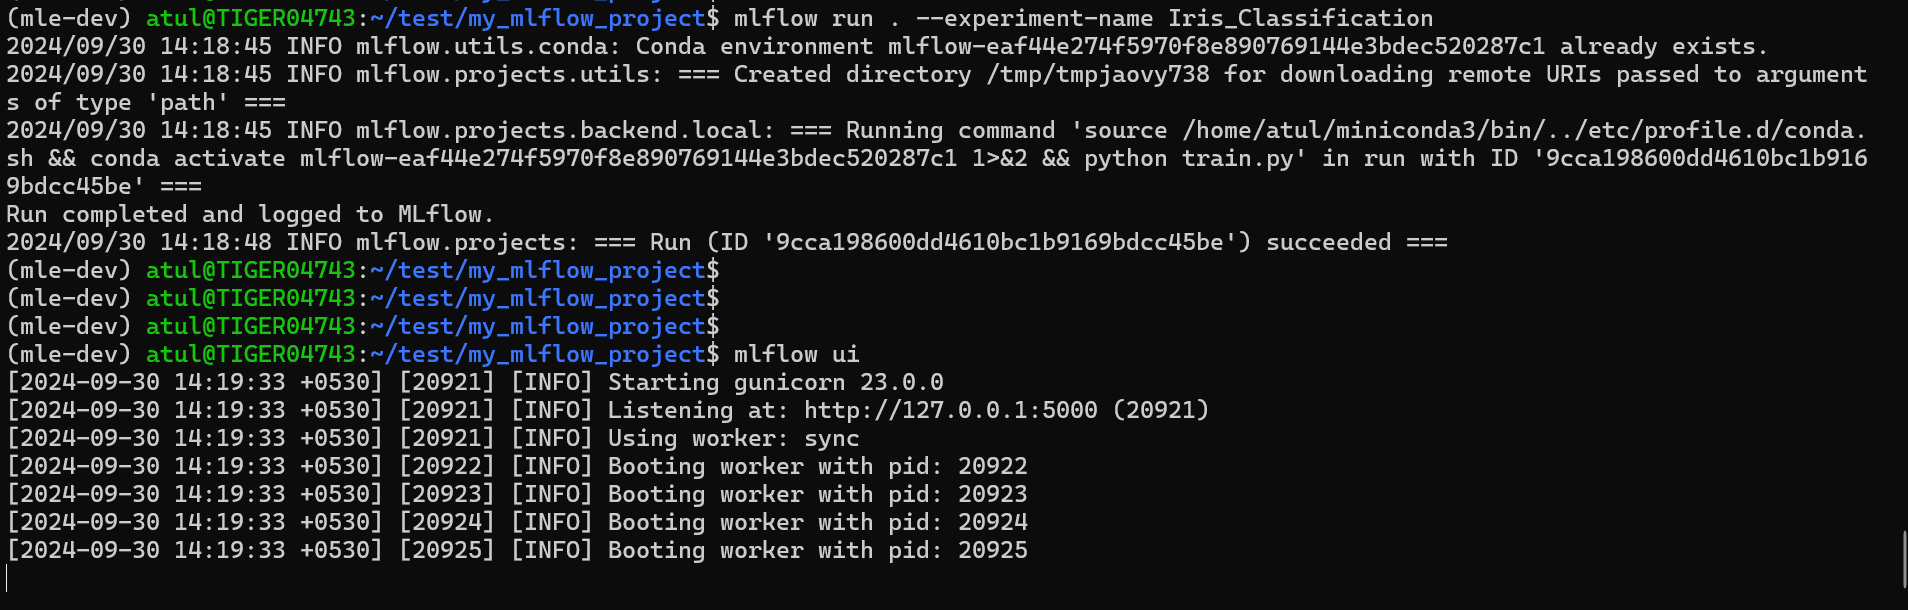 (mle-dev) atul@TIGER04743:~/test/my_mlflow_project$ mlflow run . --experiment-name Iris_Classification
2024/09/30 14:18:45 INFO mlflow.utils.conda: Conda environment mlflow-eaf44e274f5970f8e890769144e3bdec520287c1 already exists.
2024/09/30 14:18:45 INFO mlflow.projects.utils: === Created directory /tmp/tmpjaovy738 for downloading remote URIs passed to argument
s of type 'path' ===
2024/09/30 14:18:45 INFO mlflow.projects.backend.local: === Running command 'source /home/atul/miniconda3/bin/../etc/profile.d/conda.
sh && conda activate mlflow-eaf44e274f5970f8e890769144e3bdec520287c1 1>&2 && python train.py' in run with ID '9cca198600dd4610bc1b916
9bdcc45be' ===
Run completed and logged to MLflow.
2024/09/30 14:18:48 INFO mlflow.projects: === Run (ID '9cca198600dd4610bc1b9169bdcc45be') succeeded ===
(mle-dev) atul@TIGER04743:~/test/my_mlflow_project$
(mle-dev) atul@TIGER04743:~/test/my_mlflow_project$
(mle-dev) atul@TIGER04743:~/test/my_mlflow_project$
(mle-dev) atul@TIGER04743:~/test/my_mlflow_project$ mlflow ui
[2024-09-30 14:19:33 +0530] [20921] [INFO] Starting gunicorn 23.0.0
[2024-09-30 14:19:33 +0530] [20921] [INFO] Listening at: http://127.0.0.1:5000 (20921)
[2024-09-30 14:19:33 +0530] [20921] [INFO] Using worker: sync
[2024-09-30 14:19:33 +0530] [20922] [INFO] Booting worker with pid: 20922
[2024-09-30 14:19:33 +0530] [20923] [INFO] Booting worker with pid: 20923
[2024-09-30 14:19:33 +0530] [20924] [INFO] Booting worker with pid: 20924
[2024-09-30 14:19:33 +0530] [20925] [INFO] Booting worker with pid: 20925